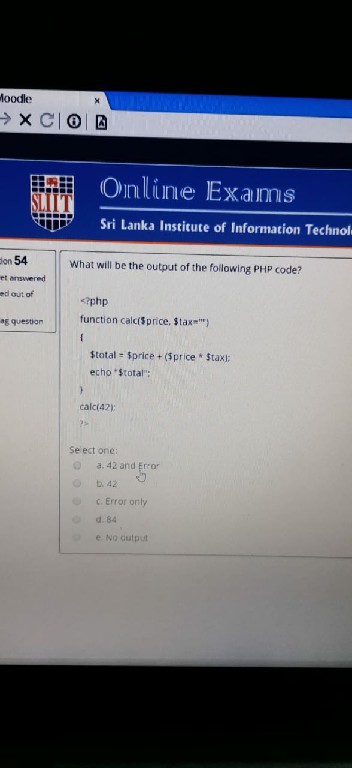 Moodle ×
SLIIT
Online Exams
Sri Lanka Institute of Information Technol
ion 54
et answered
ed out of
ag question
What will be the output of the following PHP code?
<?php
function calc($price, $tax="")
{
$total = $price + ($price * $tax);
echo "$total";
}
calc(42);
?>
Select one:
a. 42 and Error
b. 42
c. Error only
d. 84
e. No output